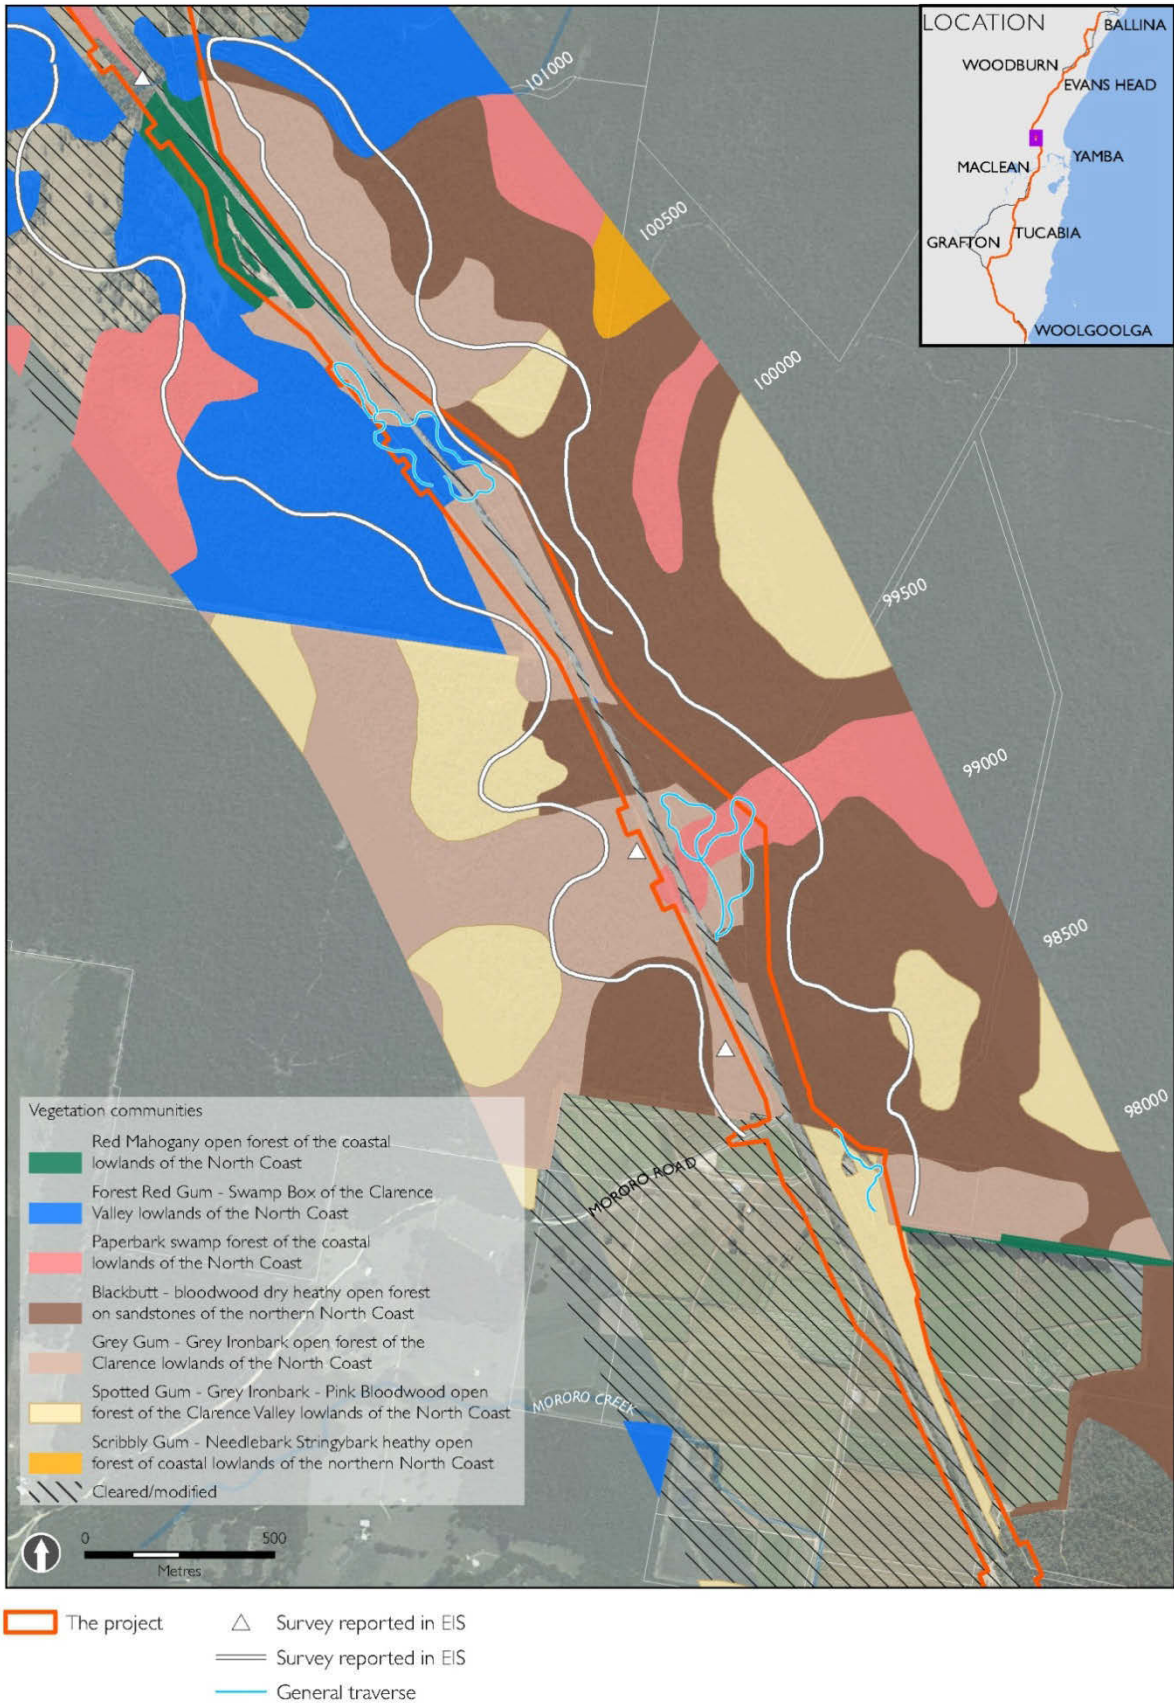 LOCATION
BALLINA
WOODBURN
EVANS HEAD
YAMBA
MACLEAN
TUCABIA
GRAFTON
WOOLGOOLGA
101000
100500
100000
99500
99000
98500
98000
MORORO ROAD
MORORO CREEK
Vegetation communities
Red Mahogany open forest of the coastal
lowlands of the North Coast
Forest Red Gum - Swamp Box of the Clarence
Valley lowlands of the North Coast
Paperbark swamp forest of the coastal
lowlands of the North Coast
Blackbutt - bloodwood dry heathy open forest
on sandstones of the northern North Coast
Grey Gum - Grey Ironbark open forest of the
Clarence lowlands of the North Coast
Spotted Gum - Grey Ironbark - Pink Bloodwood open
forest of the Clarence Valley lowlands of the North Coast
Scribbly Gum - Needlebark Stringybark heathy open
forest of coastal lowlands of the northern North Coast
Cleared/modified
0 500
Metres
The project
Survey reported in EIS
Survey reported in EIS
General traverse